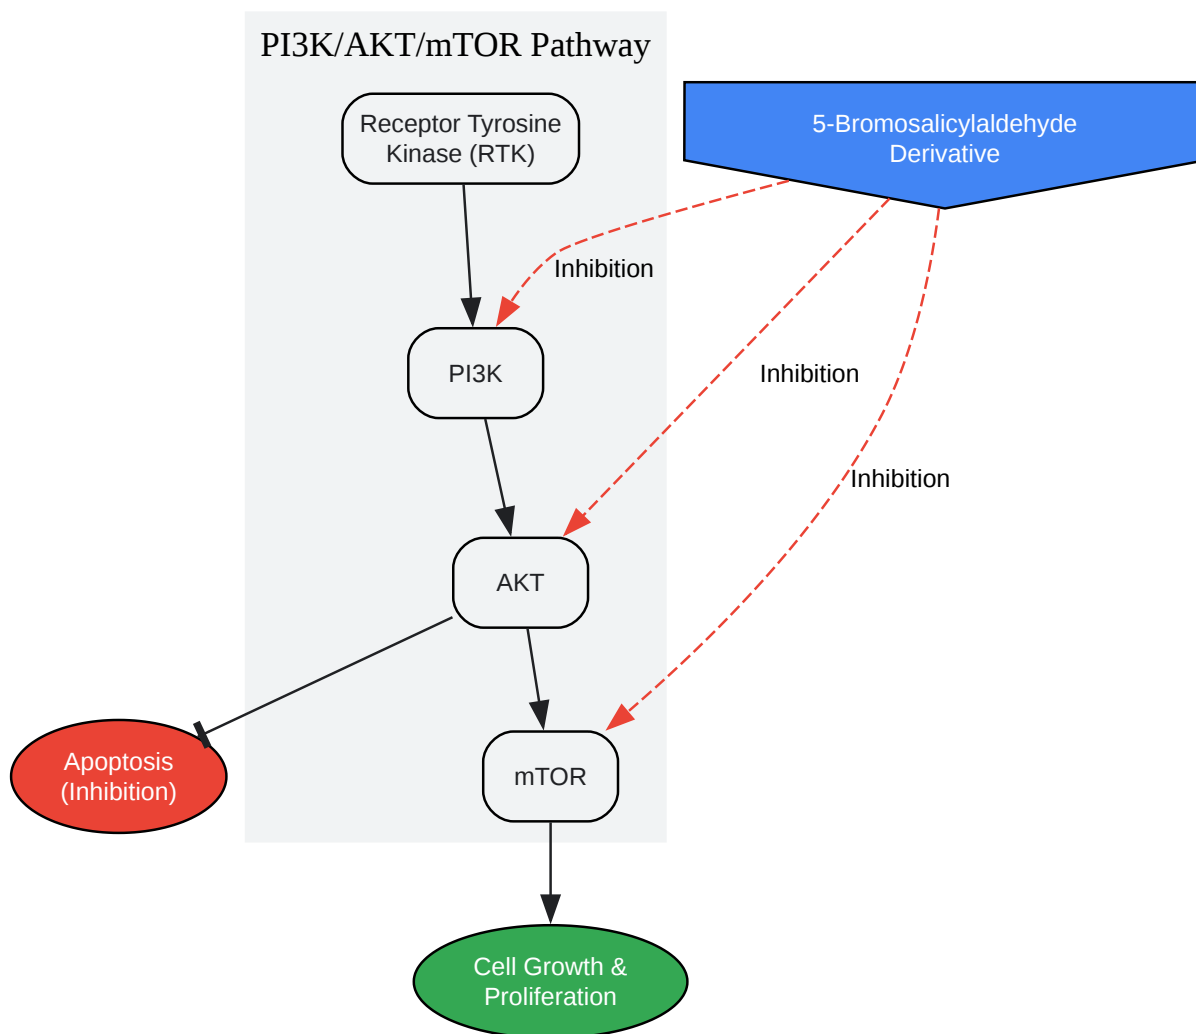 PI3K/AKT/mTOR Pathway
Receptor Tyrosine
Kinase (RTK)
5-Bromosalicylaldehyde
Derivative
Inhibition
PI3K
Inhibition
Inhibition
AKT
Apoptosis
(Inhibition)
mTOR
Cell Growth &
Proliferation